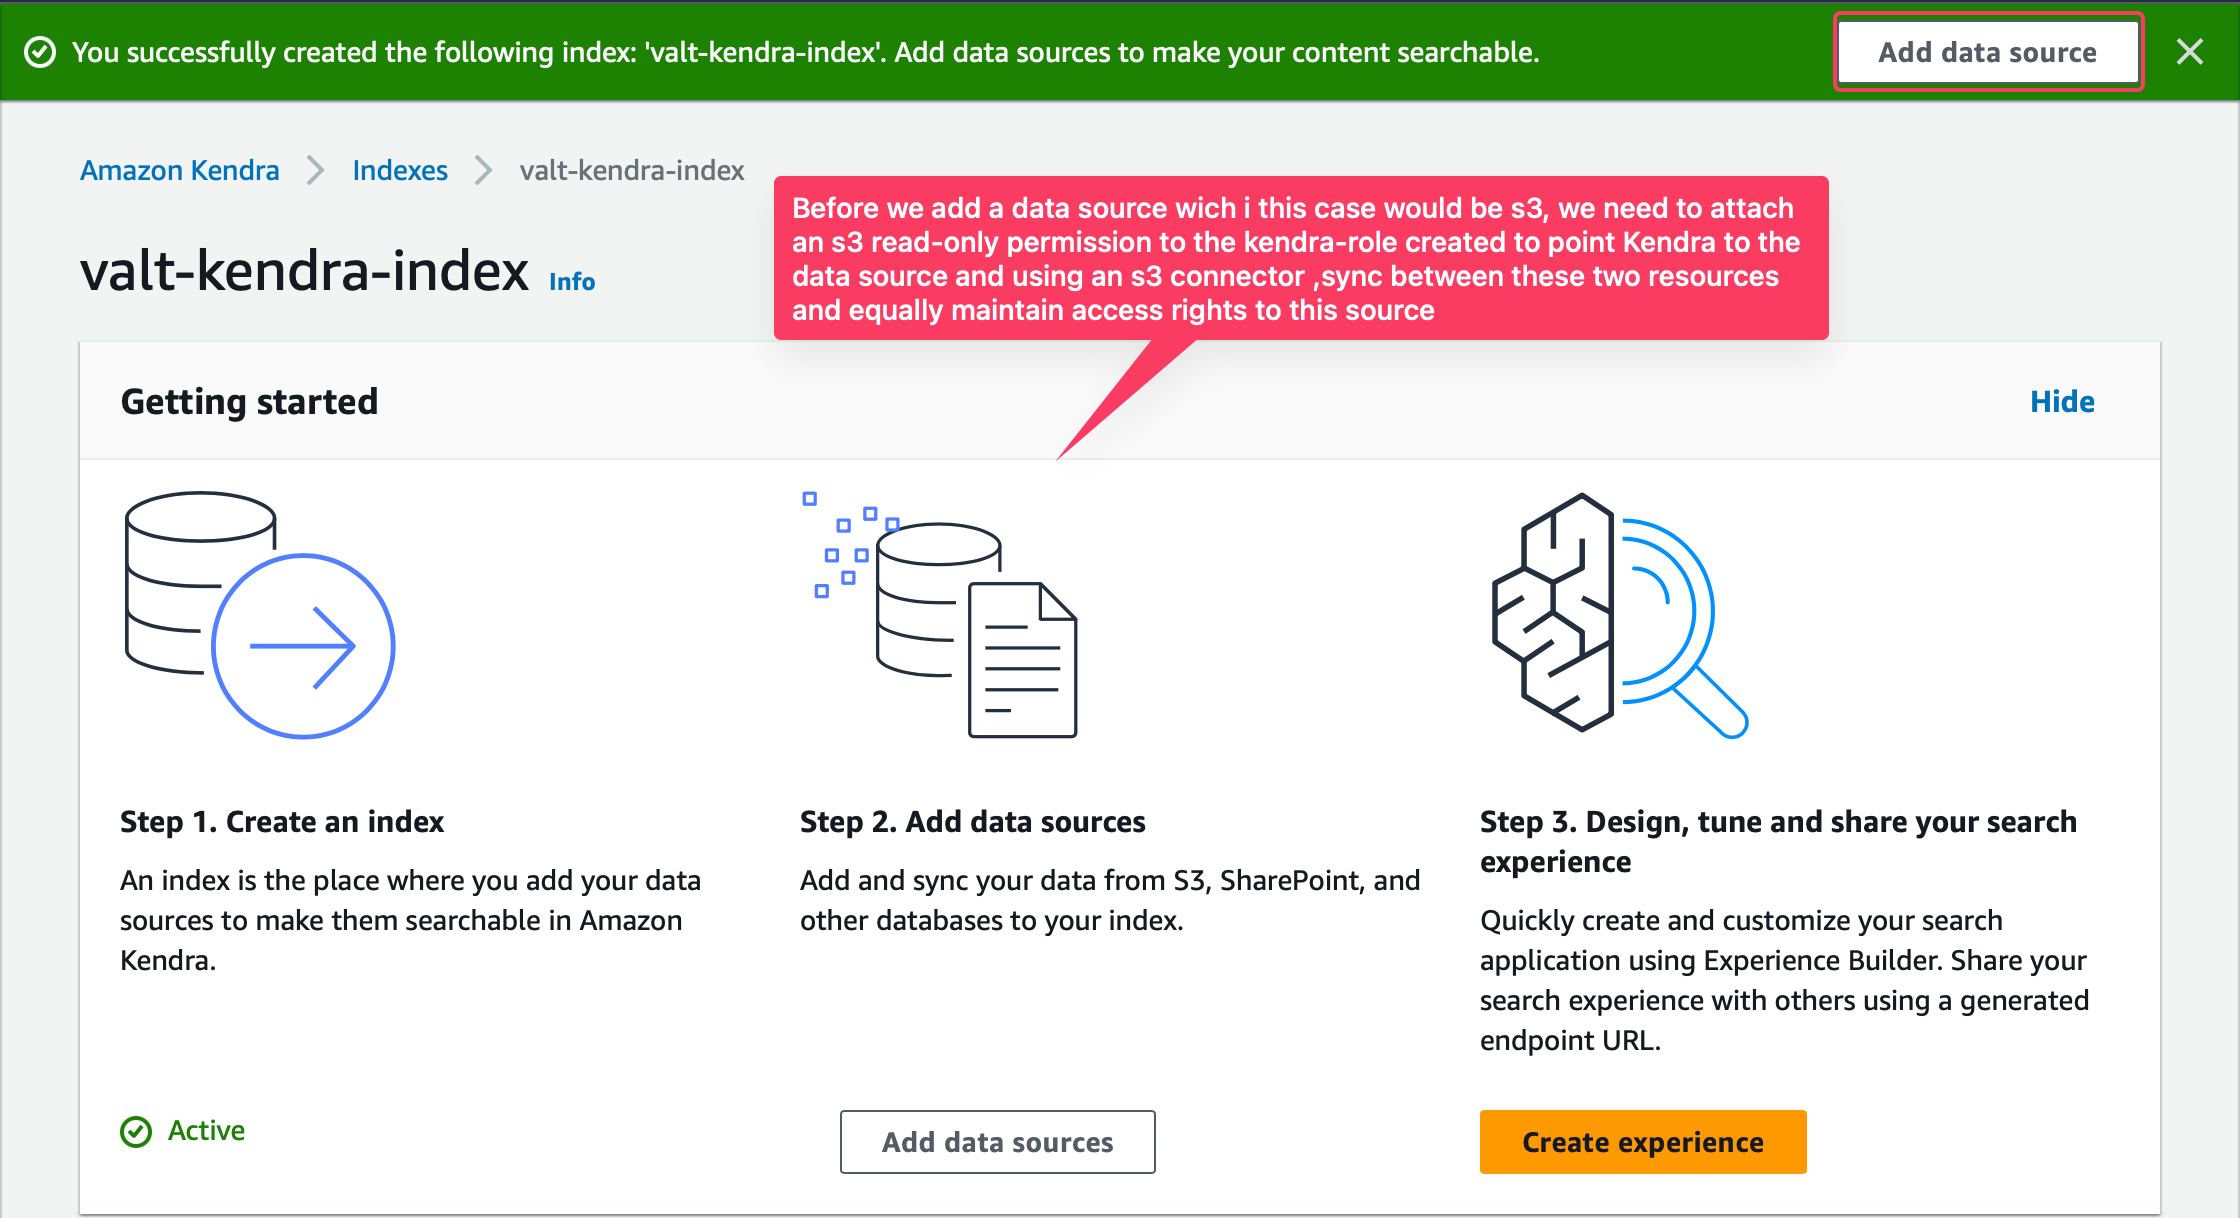 You successfully created the following index: 'valt-kendra-index'. Add data sources to make your content searchable.
Add data source
Amazon Kendra
Indexes
valt-kendra-index
valt-kendra-index Info
Before we add a data source wich i this case would be s3, we need to attach
an s3 read-only permission to the kendra-role created to point Kendra to the
data source and using an s3 connector ,sync between these two resources
and equally maintain access rights to this source
Getting started
Hide
Step 1. Create an index
An index is the place where you add your data
sources to make them searchable in Amazon
Kendra.
Active
Step 2. Add data sources
Add and sync your data from S3, SharePoint, and
other databases to your index.
Add data sources
Step 3. Design, tune and share your search
experience
Quickly create and customize your search
application using Experience Builder. Share your
search experience with others using a generated
endpoint URL.
Create experience